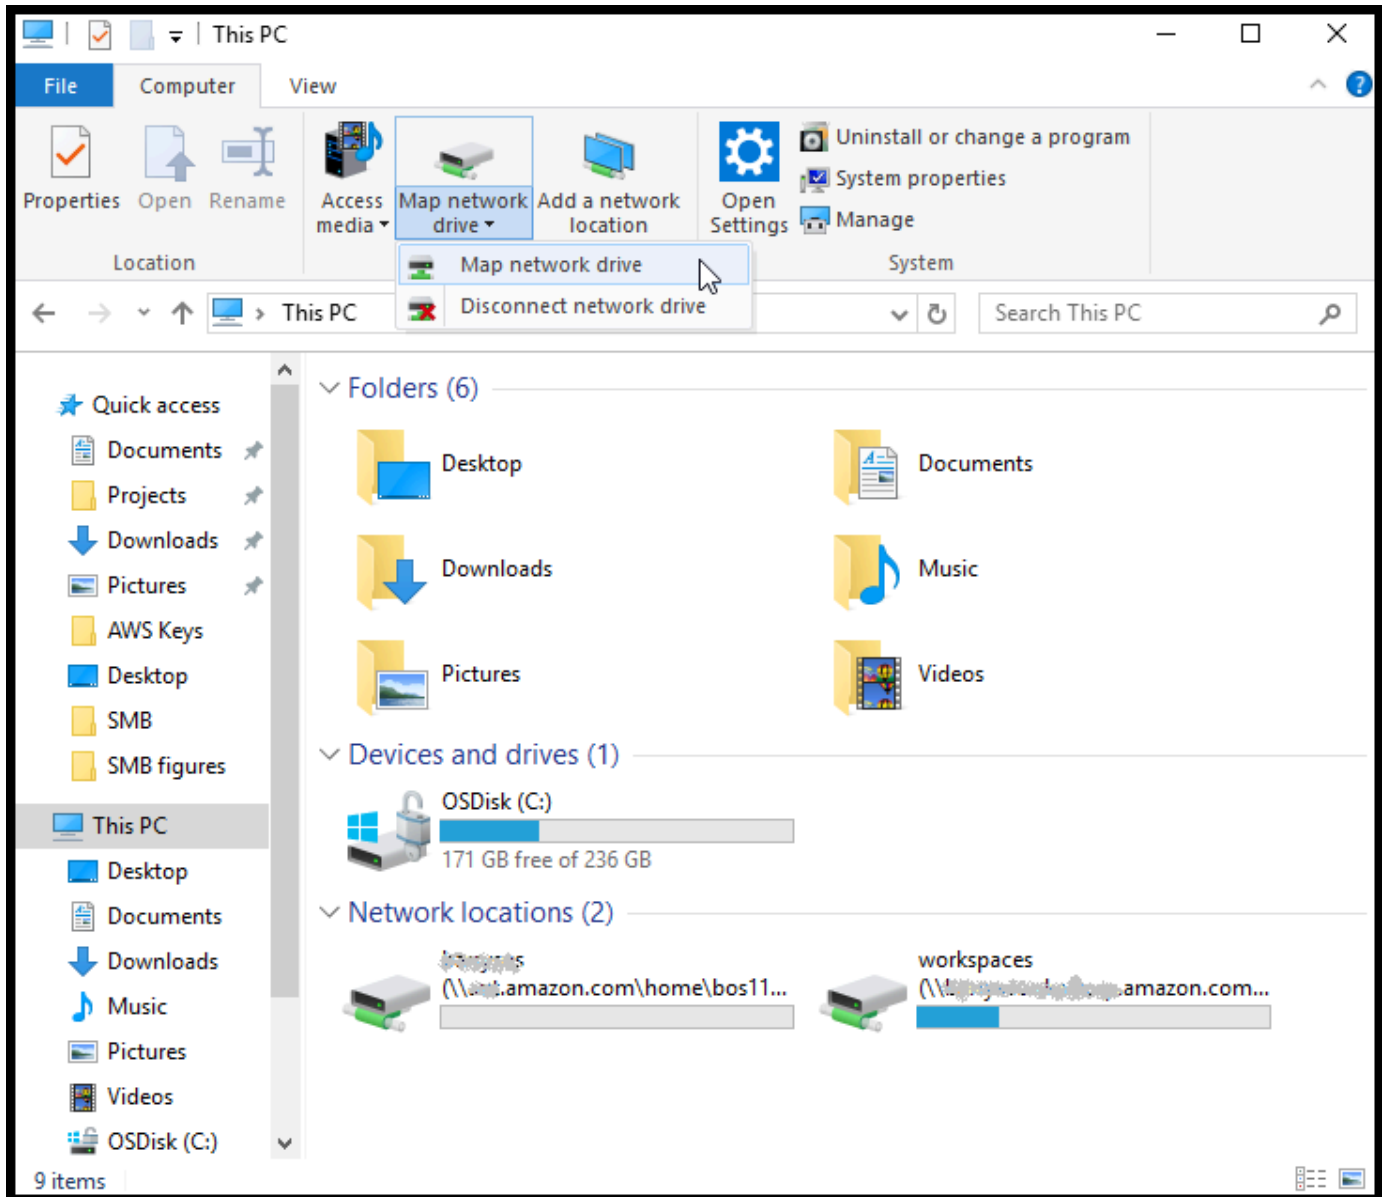 This PC
File
Computer
View
Properties
Open
Rename
Access
media
Map network
drive
Add a network
location
Open
Settings
Uninstall or change a program
System properties
Manage
Location
System
Map network drive
Disconnect network drive
This PC
Search This PC
Quick access
Documents
Projects
Downloads
Pictures
AWS Keys
Desktop
SMB
SMB figures
This PC
Desktop
Documents
Downloads
Music
Pictures
Videos
OSDisk (C:)
Folders (6)
Desktop
Documents
Downloads
Music
Pictures
Videos
Devices and drives (1)
OSDisk (C:)
171 GB free of 236 GB
Network locations (2)
(\\ .amazon.com\home\bos11...
workspaces
(\\ .amazon.com...
9 items